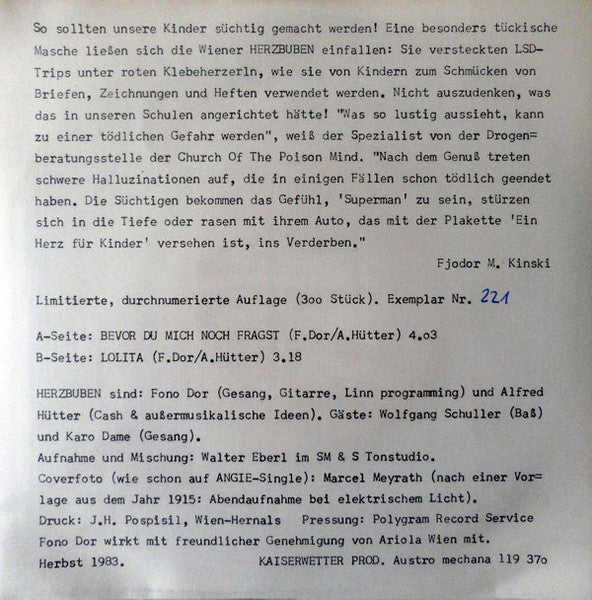 So sollten unsere Kinder süchtig gemacht werden! Eine besonders tückische
Masche ließen sich die Wiener HERZBUBEN einfallen: Sie versteckten LSD-
Trips unter roten Klebeherzerln, wie sie von Kindern zum Schmücken von
Briefen, Zeichnungen und Heften verwendet werden. Nicht auszudenken, was
das in unseren Schulen angerichtet hätte! "Was so lustig aussieht, kann
zu einer tödlichen Gefahr werden", weiß der Spezialist von der Drogen=
beratungsstelle der Church Of The Poison Mind. "Nach dem Genuß treten
schwere Halluzinationen auf, die in einigen Fällen schon tödlich geendet
haben. Die Süchtigen bekommen das Gefühl, 'Superman' zu sein, stürzen
sich in die Tiefe oder rasen mit ihrem Auto, das mit der Plakette 'Ein
Herz für Kinder' versehen ist, ins Verderben."
Fjodor M. Kinski
Limitierte, durchnumerierte Auflage (3oo Stück). Exemplar Nr. 221
A-Seite: BEVOR DU MICH NOCH FRAGST (F.Dor/A.Hütter) 4.o3
B-Seite: LOLITA (F.Dor/A.Hütter) 3.18
HERZBUBEN sind: Fono Dor (Gesang, Gitarre, Linn programming) und Alfred
Hütter (Cash & außermusikalische Ideen). Gäste: Wolfgang Schuller (Baß)
und Karo Dame (Gesang).
Aufnahme und Mischung: Walter Eberl im SM & S Tonstudio.
Coverfoto (wie schon auf ANGIE-Single): Marcel Meyrath (nach einer Vor=
lage aus dem Jahr 1915: Abendaufnahme bei elektrischem Licht).
Druck: J.H. Pospisil, Wien-Hernals Pressung: Polygram Record Service
Fono Dor wirkt mit freundlicher Genehmigung von Ariola Wien mit.
Herbst 1983. KAISERWETTER PROD. Austro mechana 119 37o